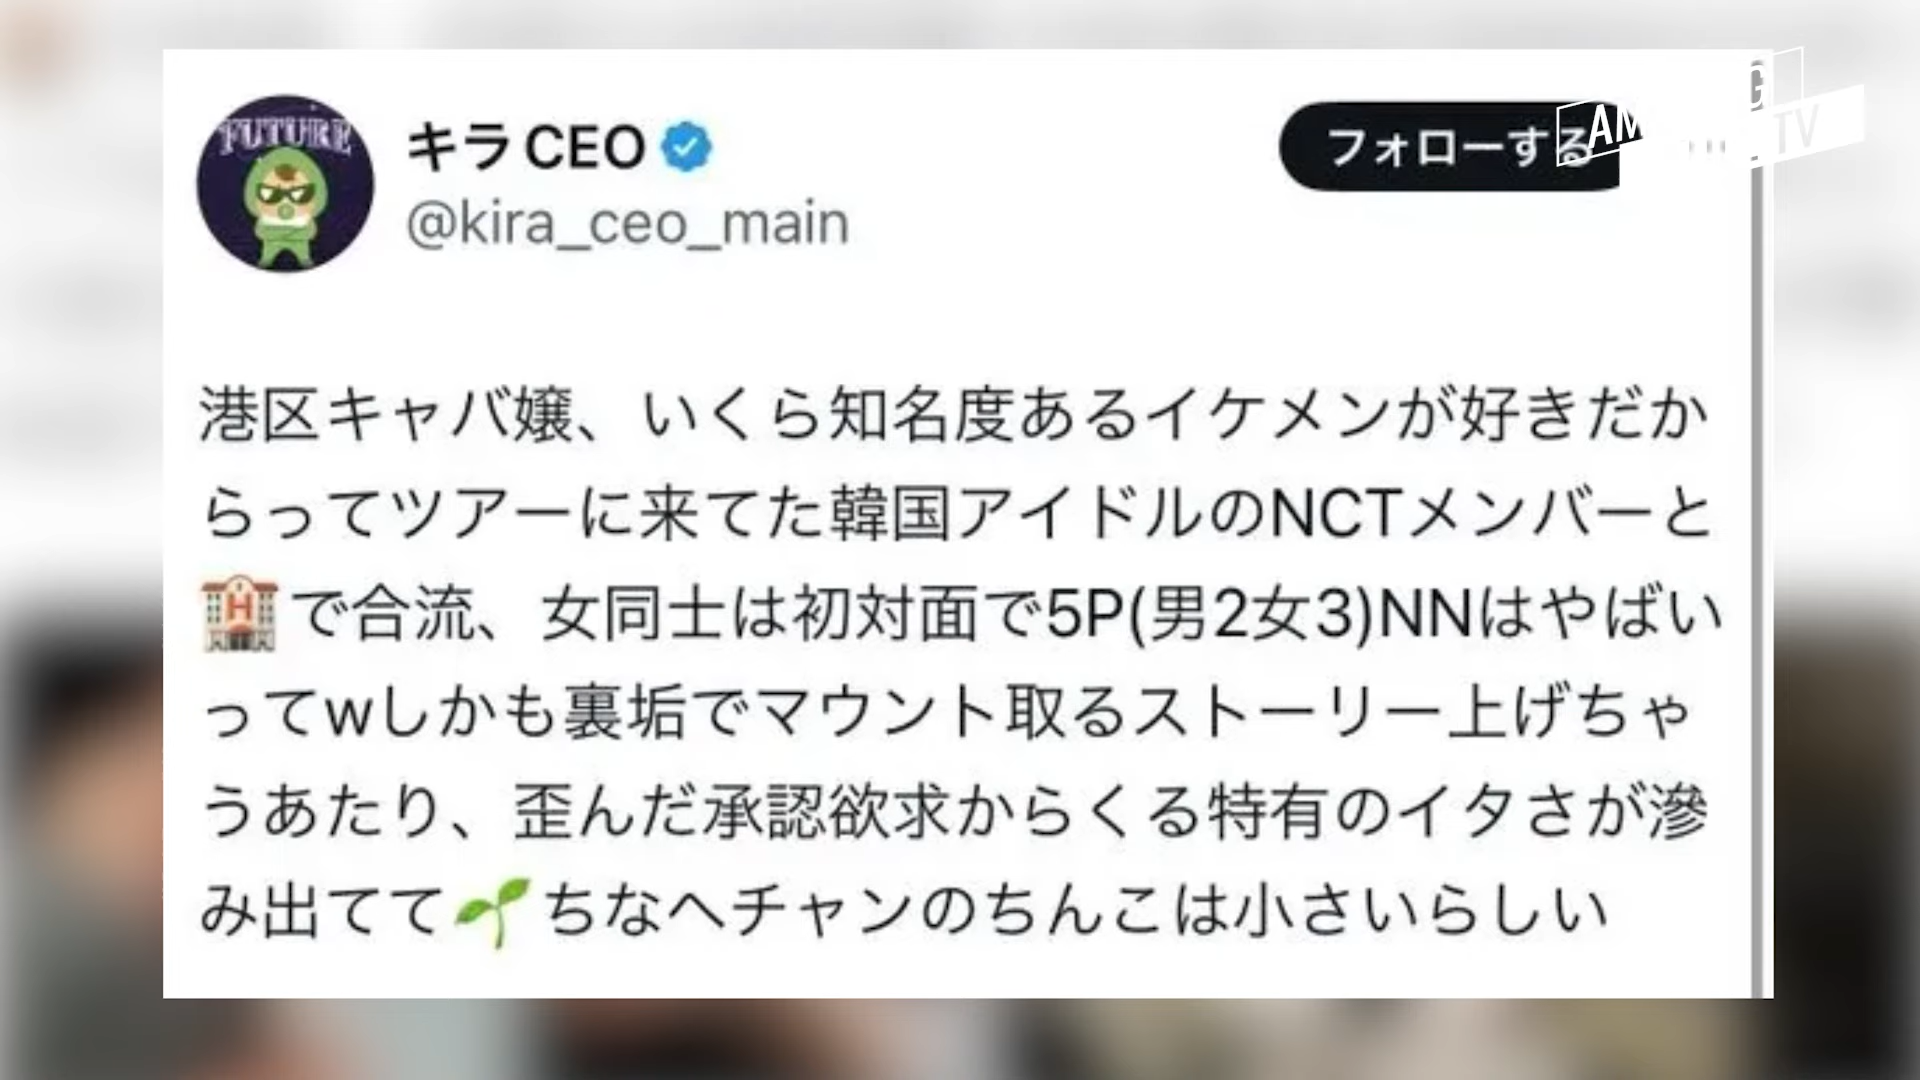 FUTURE
キラCEO
@kira_ceo_main
フォローする
TV
港区キャバ嬢、いくら知名度あるイケメンが好きだか
らってツアーに来てた韓国アイドルのNCTメンバーと
🏩で合流、女同士は初対面で5P(男2女3)NNはやばい
ってwしかも裏垢でマウント取るストーリー上げちゃ
うあたり、歪んだ承認欲求からくる特有のイタさが滲
み出てて🌱ちなヘチャンのちんこは小さいらしい